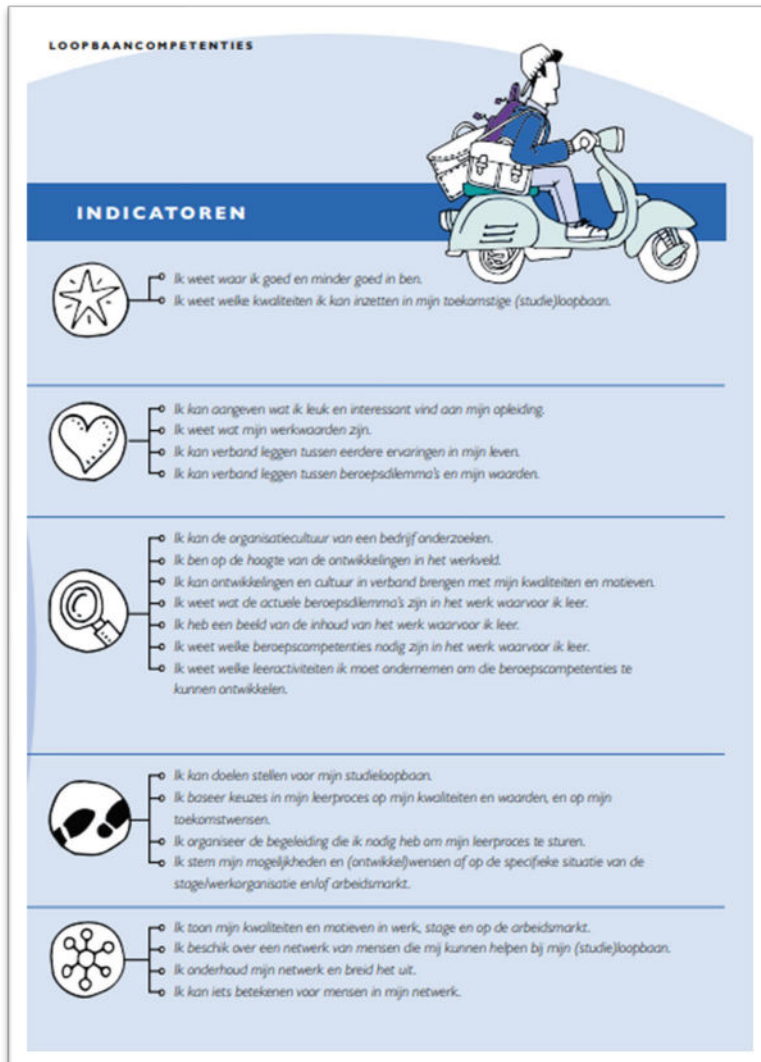 LOOPBAANCOMPETENTIES
INDICATOREN
Ik weet waar ik goed en minder goed in ben.
Ik weet welke kwaliteiten ik kan inzetten in mijn toekomstige (studie)loopbaan.
Ik kan aangeven wat ik leuk en interessant vind aan mijn opleiding.
Ik weet wat mijn werkwaarden zijn.
Ik kan verband leggen tussen eerdere ervaringen in mijn leven.
Ik kan verband leggen tussen beroepsdilemma's en mijn waarden.
Ik kan de organisatiecultuur van een bedrijf onderzoeken.
Ik ben op de hoogte van de ontwikkelingen in het werkveld.
Ik kan ontwikkelingen en cultuur in verband brengen met mijn kwaliteiten en motieven.
Ik weet wat de actuele beroepsdilemma's zijn in het werk waarvoor ik leer.
Ik heb een beeld van de inhoud van het werk waarvoor ik leer.
Ik weet welke beroepscompetenties nodig zijn in het werk waarvoor ik leer.
Ik weet welke leeractiviteiten ik moet ondernemen om die beroepscompetenties te
kunnen ontwikkelen.
Ik kan doelen stellen voor mijn studieloopbaan.
Ik baseer keuzes in mijn leerproces op mijn kwaliteiten en waarden, en op mijn
toekomstwensen.
Ik organiseer de begeleiding die ik nodig heb om mijn leerproces te sturen.
Ik stem mijn mogelijkheden en (ontwikkel)wensen af op de specifieke situatie van de
stage/werkorganisatie en/of arbeidsmarkt.
Ik toon mijn kwaliteiten en motieven in werk, stage en op de arbeidsmarkt.
Ik beschik over een netwerk van mensen die mij kunnen helpen bij mijn (studie)loopbaan.
Ik onderhoud mijn netwerk en breid het uit.
Ik kan iets betekenen voor mensen in mijn netwerk.